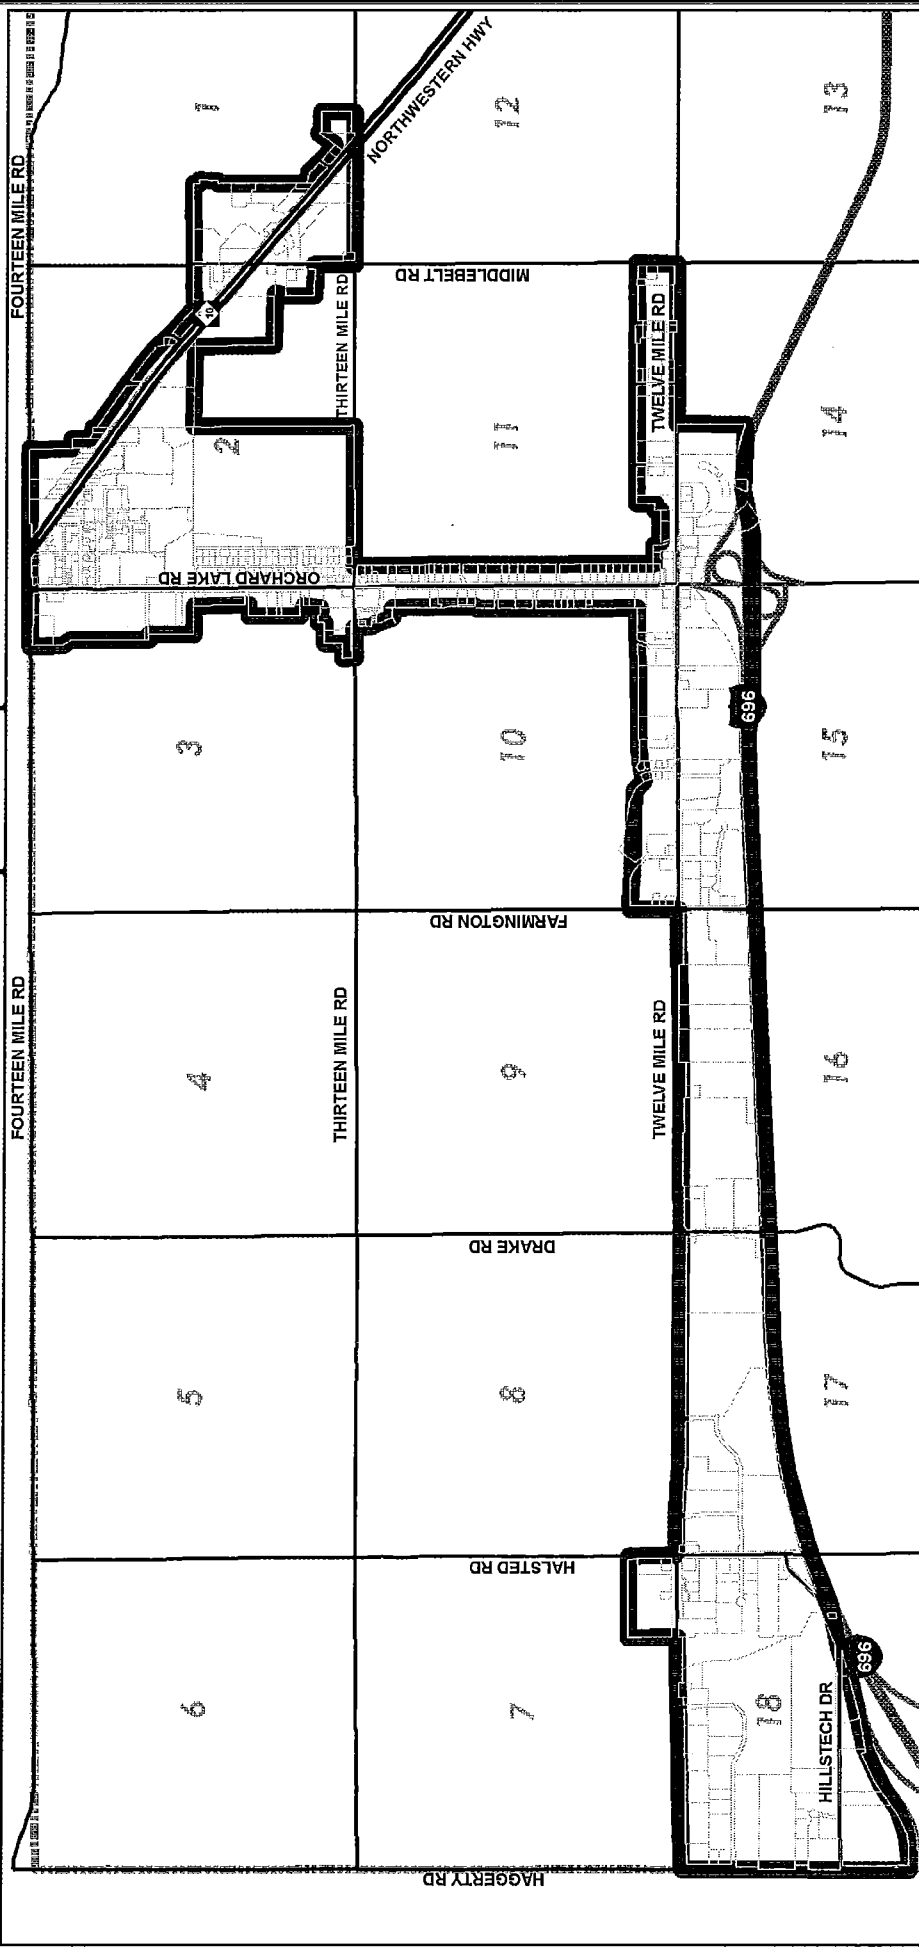 FOURTEEN MILE RD
FOURTEEN MILE RD
NORTHWESTERN HWY
ORCHARD LAKE RD
THIRTEEN MILE RD
THIRTEEN MILE RD
MIDDLEBELT RD
FARMINGTON RD
DRAKE RD
HALSTED RD
HAGGERTY RD
TWELVE MILE RD
TWELVE MILE RD
HILLSTECH DR
6
5
4
3
2
1
7
8
9
10
11
12
18
17
16
15
14
13
10
696
696